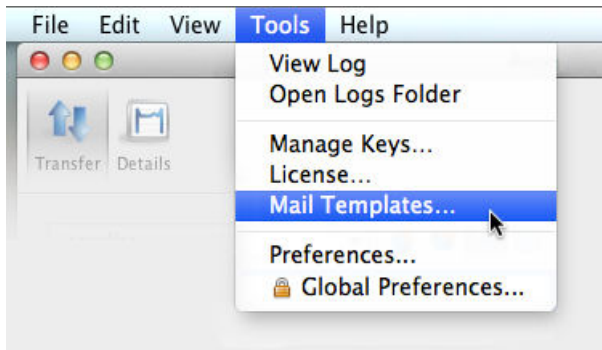 File Edit View Tools Help
View Log
Open Logs Folder
Transfer Details
Manage Keys...
License...
Mail Templates...
Preferences...
Global Preferences...